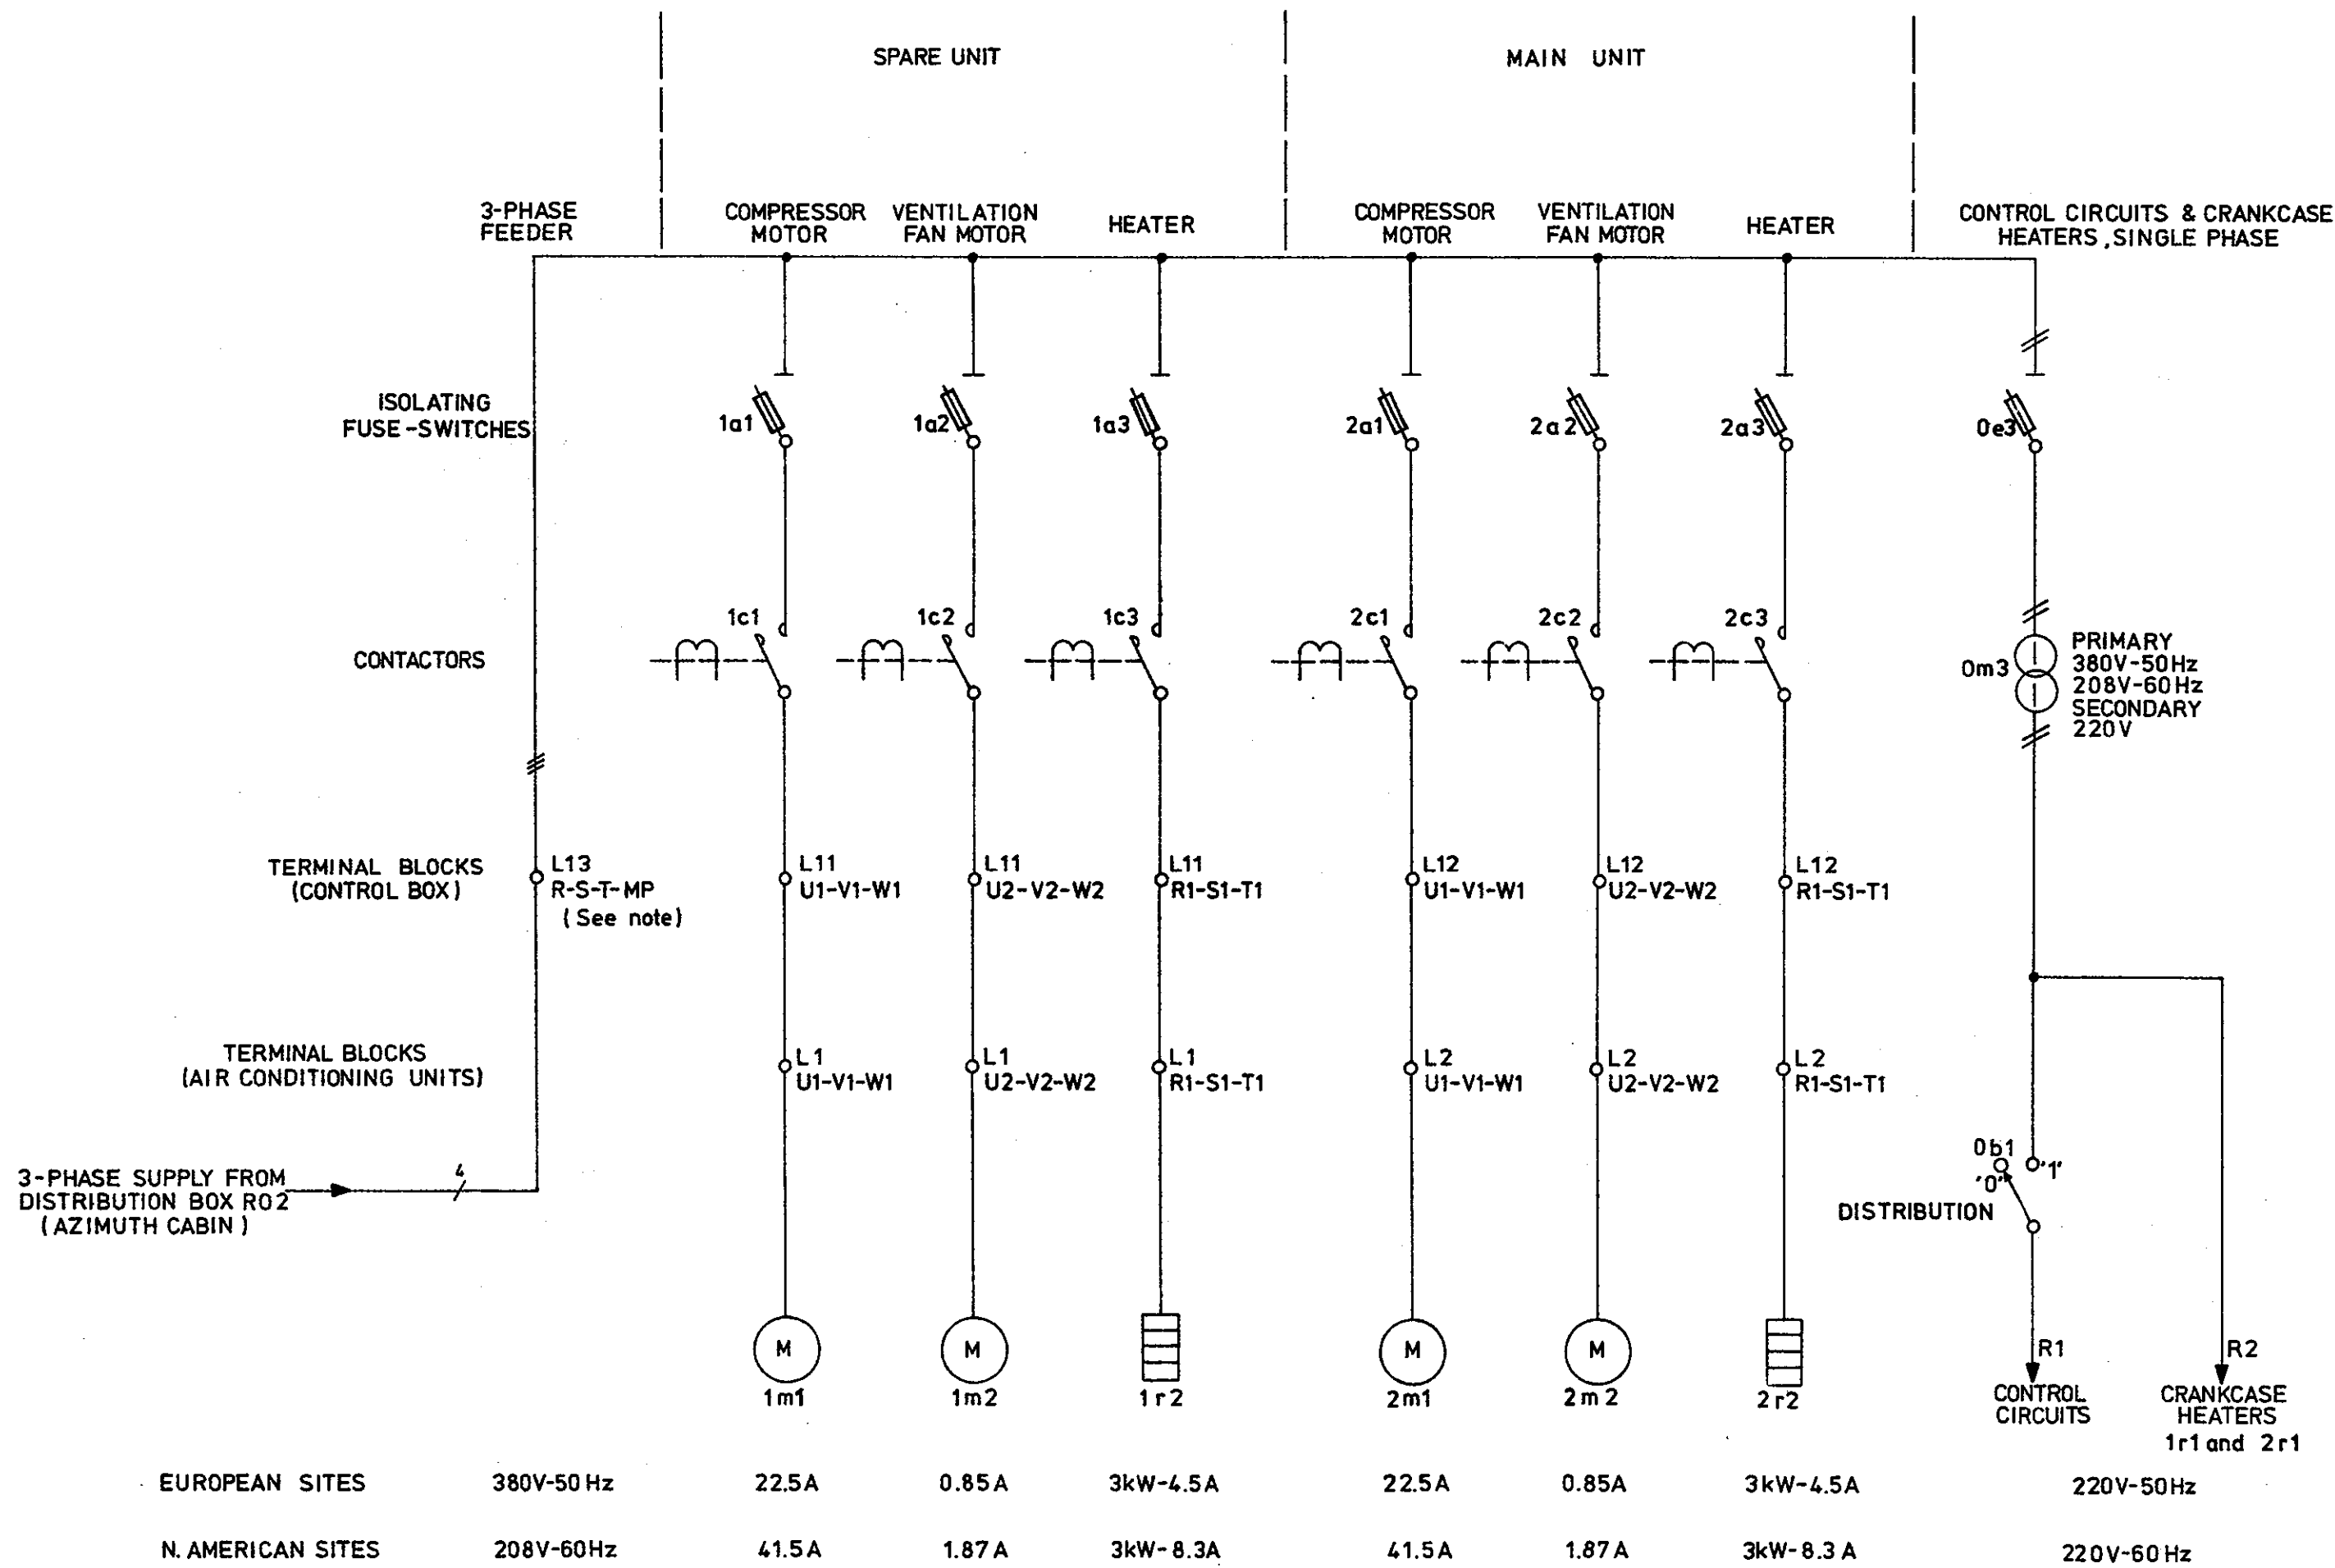 SPARE UNIT
MAIN UNIT
3-PHASE
FEEDER
COMPRESSOR
MOTOR
VENTILATION
FAN MOTOR
HEATER
COMPRESSOR
MOTOR
VENTILATION
FAN MOTOR
HEATER
CONTROL CIRCUITS & CRANKCASE
HEATERS, SINGLE PHASE
ISOLATING
FUSE-SWITCHES
1a1
1a2
1a3
2a1
2a2
2a3
0e3
CONTACTORS
1c1
1c2
1c3
2c1
2c2
2c3
0m3
PRIMARY
380V-50Hz
208V-60Hz
SECONDARY
220V
TERMINAL BLOCKS
(CONTROL BOX)
L13
R-S-T-MP
(See note)
L11
U1-V1-W1
L11
U2-V2-W2
L11
R1-S1-T1
L12
U1-V1-W1
L12
U2-V2-W2
L12
R1-S1-T1
TERMINAL BLOCKS
(AIR CONDITIONING UNITS)
L1
U1-V1-W1
L1
U2-V2-W2
L1
R1-S1-T1
L2
U1-V1-W1
L2
U2-V2-W2
L2
R1-S1-T1
3-PHASE SUPPLY FROM
DISTRIBUTION BOX R02
(AZIMUTH CABIN)
4
0b1
'0'
'1'
DISTRIBUTION
M
M
M
M
1m1
1m2
1r2
2m1
2m2
2r2
R1
CONTROL
CIRCUITS
R2
CRANKCASE
HEATERS
1r1 and 2r1
EUROPEAN SITES 380V-50Hz 22.5A 0.85A 3kW-4.5A 22.5A 0.85A 3kW-4.5A 220V-50Hz
N. AMERICAN SITES 208V-60Hz 41.5A 1.87A 3kW-8.3A 41.5A 1.87A 3kW-8.3A 220V-60Hz